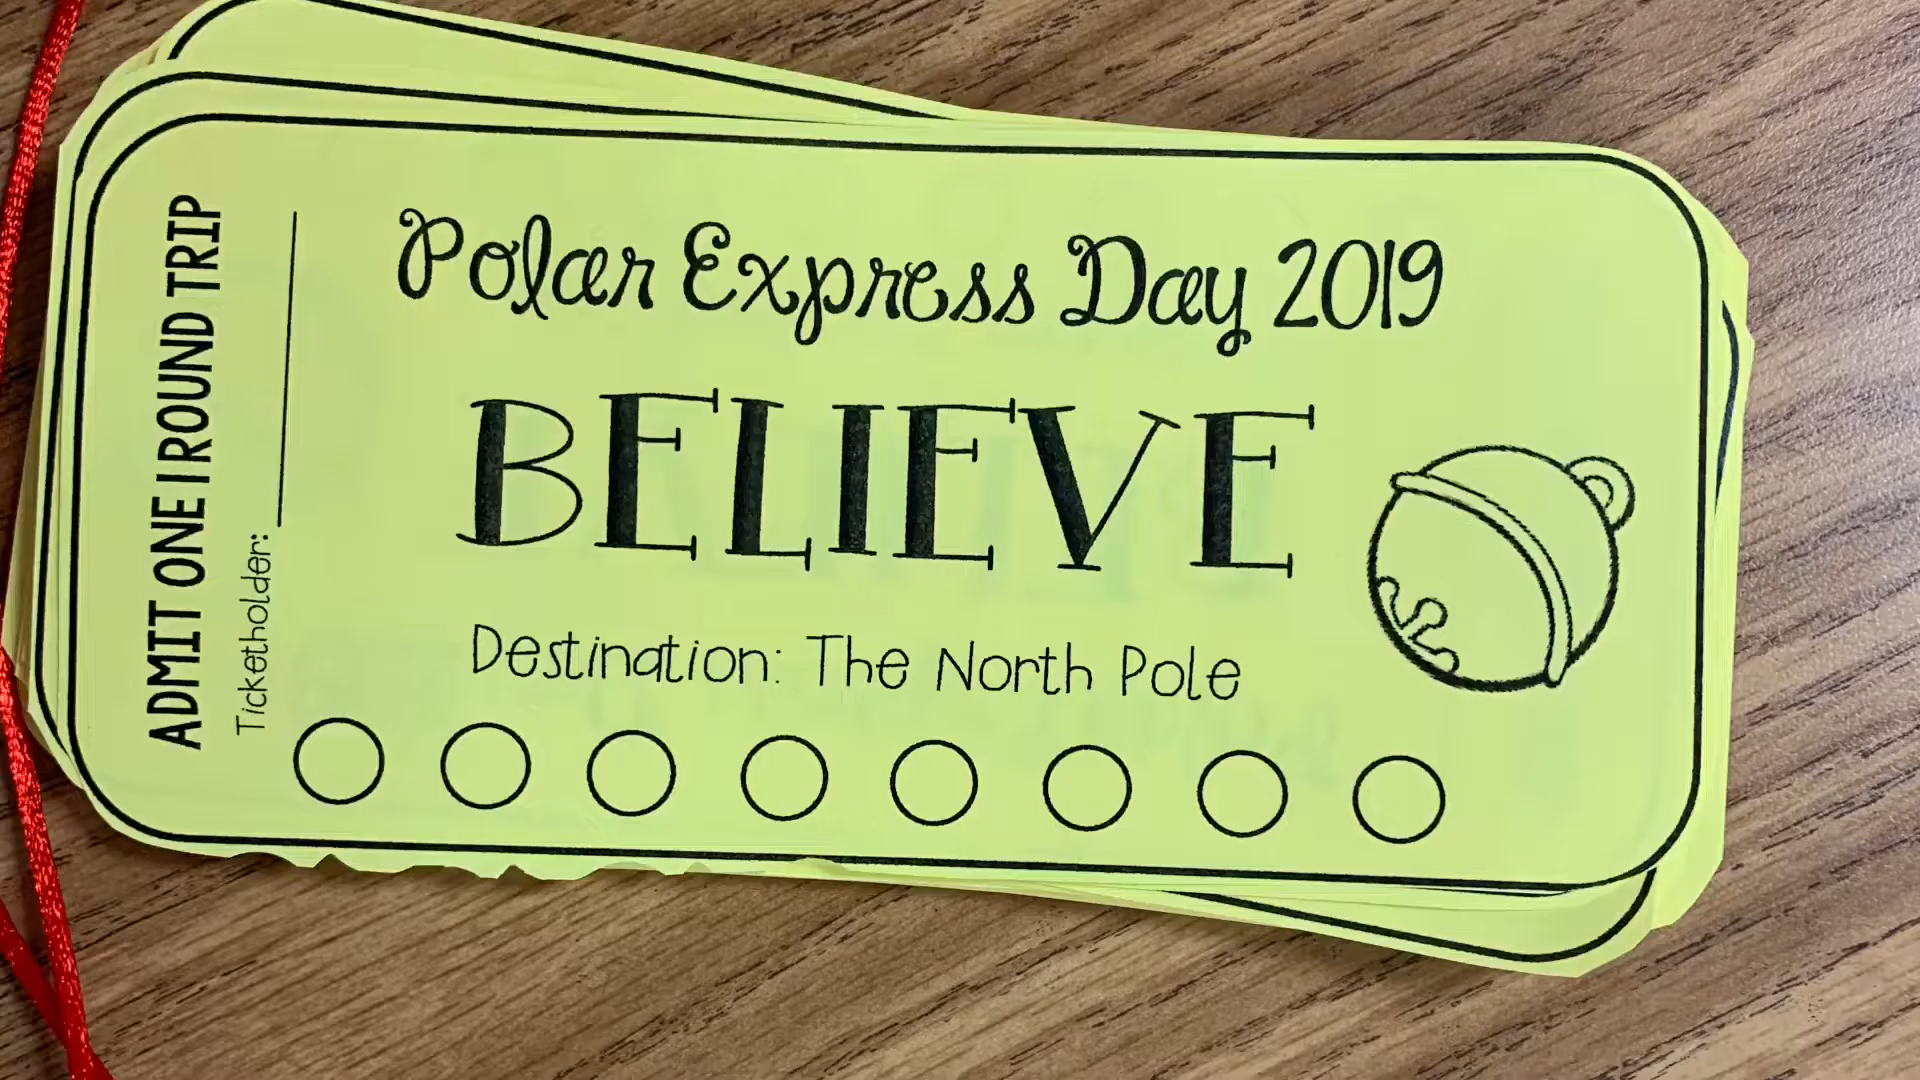 ADMIT ONE | ROUND TRIP
Ticketholder:
Polar Express Day 2019
BELIEVE
Destination: The North Pole